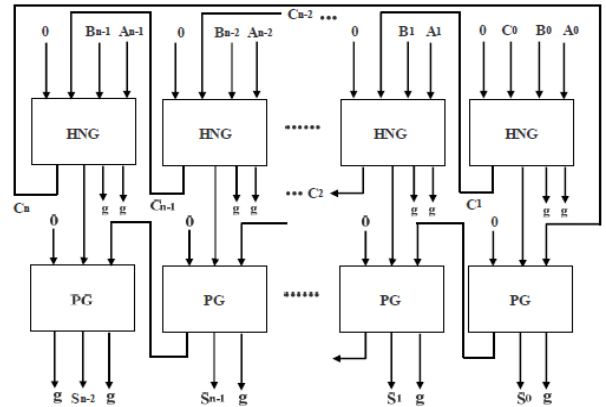 Cn-2 ...
0 Bn-1 An-1 0 Bn-2 An-2 0 B1 A1 0 C0 B0 A0
HNG HNG ...... HNG HNG
Cn g g Cn-1 g g ... C2 g g C1 g g
0 0 0 0
PG PG ...... PG PG
g Sn-2 g Sn-1 g S1 g S0 g